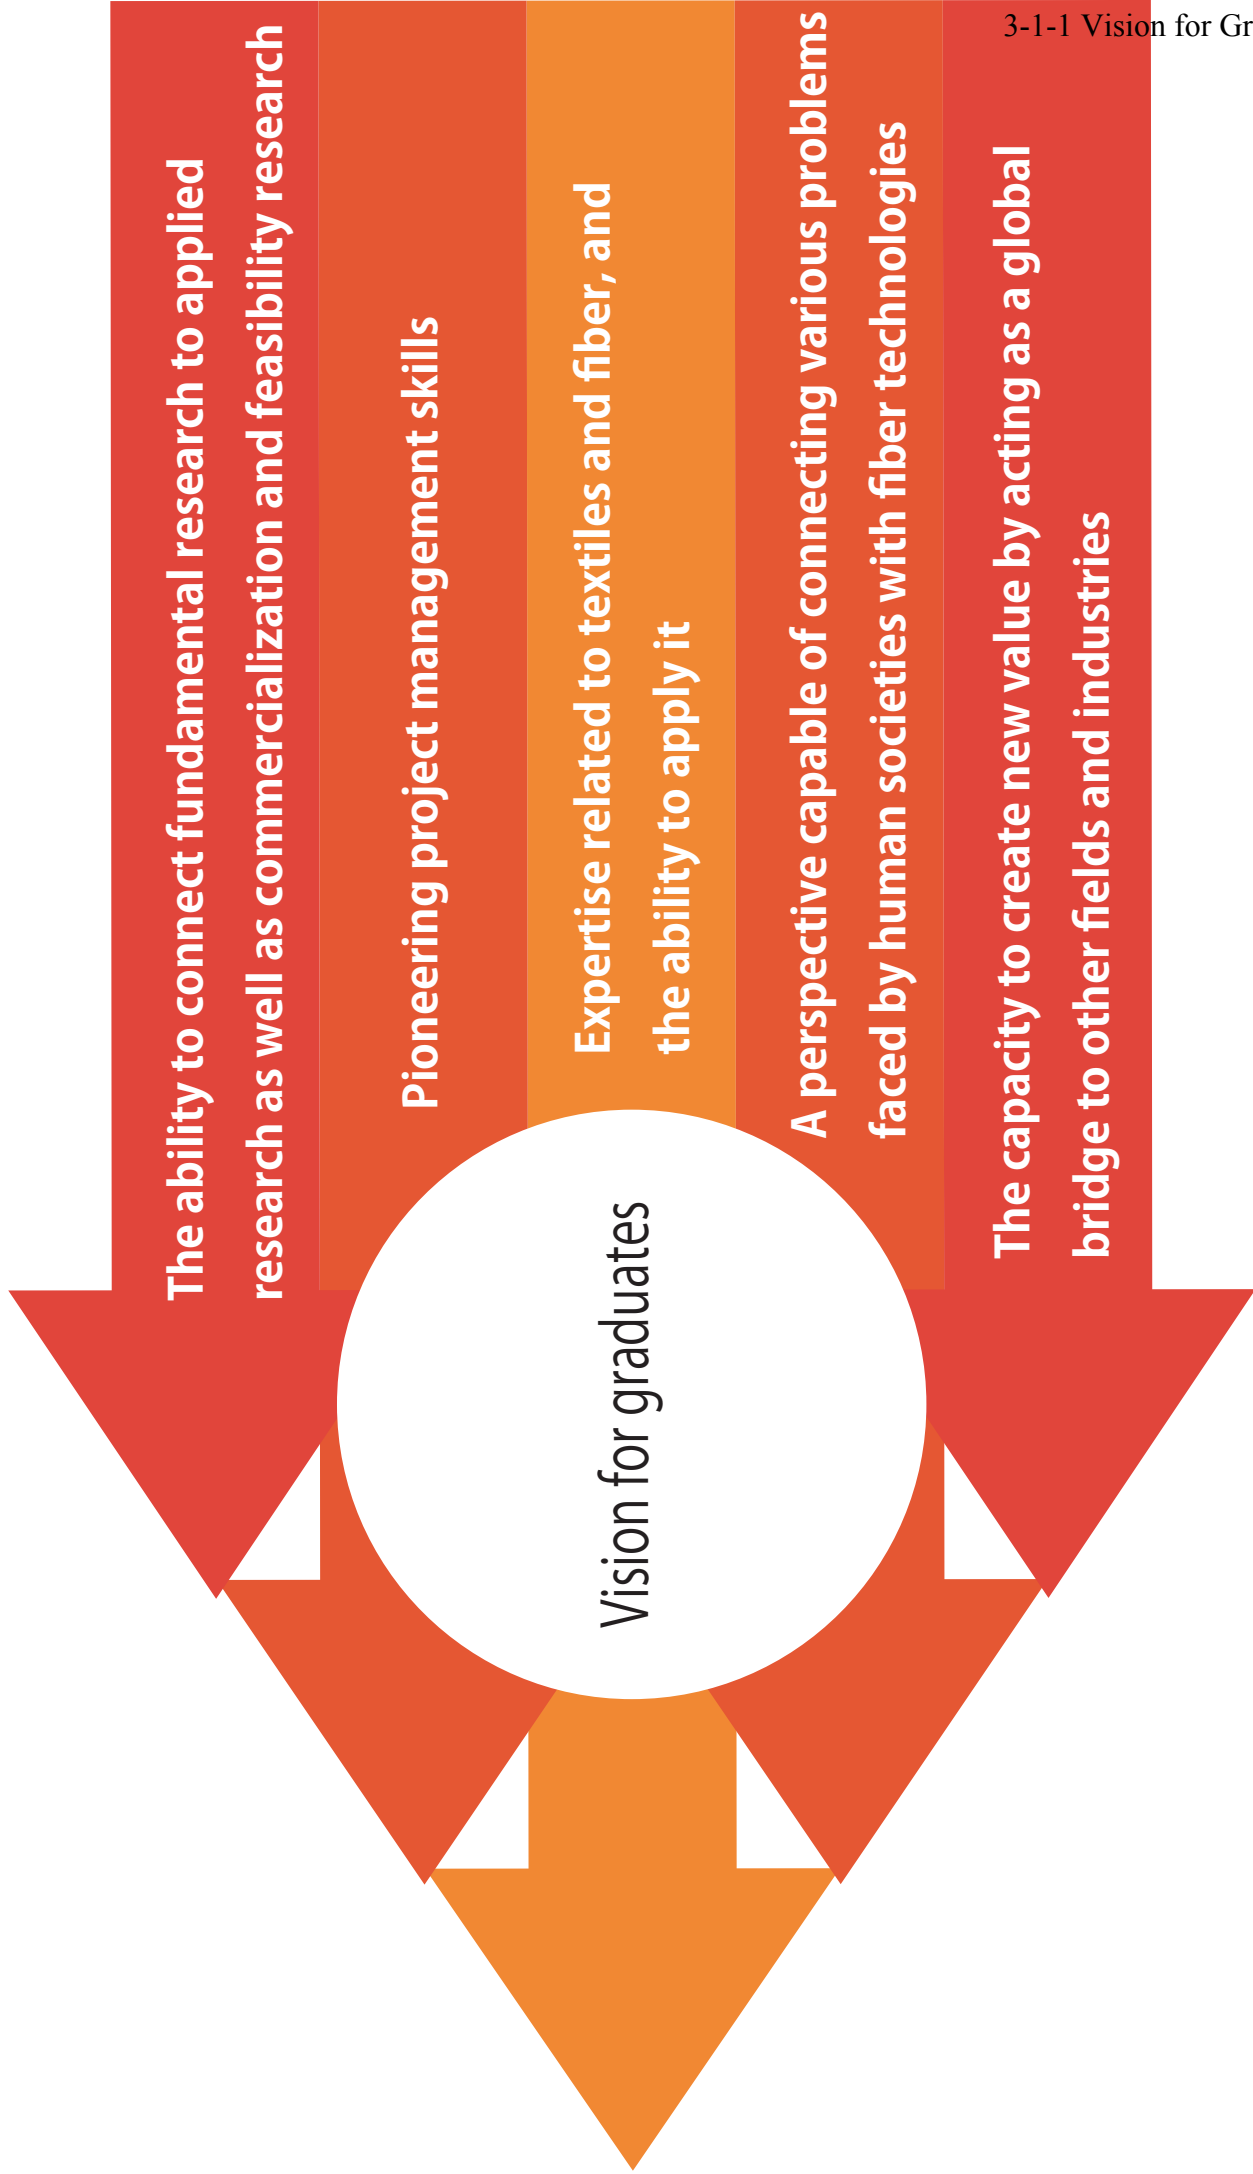 3-1-1 Vision for Gr
The ability to connect fundamental research to applied
research as well as commercialization and feasibility research
Pioneering project management skills
Expertise related to textiles and fiber, and
the ability to apply it
A perspective capable of connecting various problems
faced by human societies with fiber technologies
The capacity to create new value by acting as a global
bridge to other fields and industries
Vision for graduates